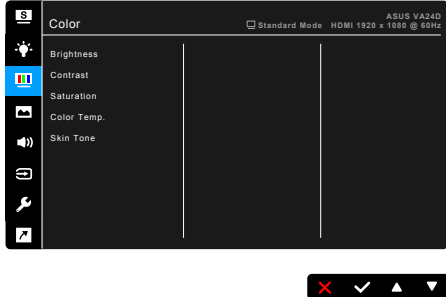 S
Color
ASUS VA24D
Standard Mode HDMI 1920 x 1080 @ 60Hz
Brightness
Contrast
Saturation
Color Temp.
Skin Tone